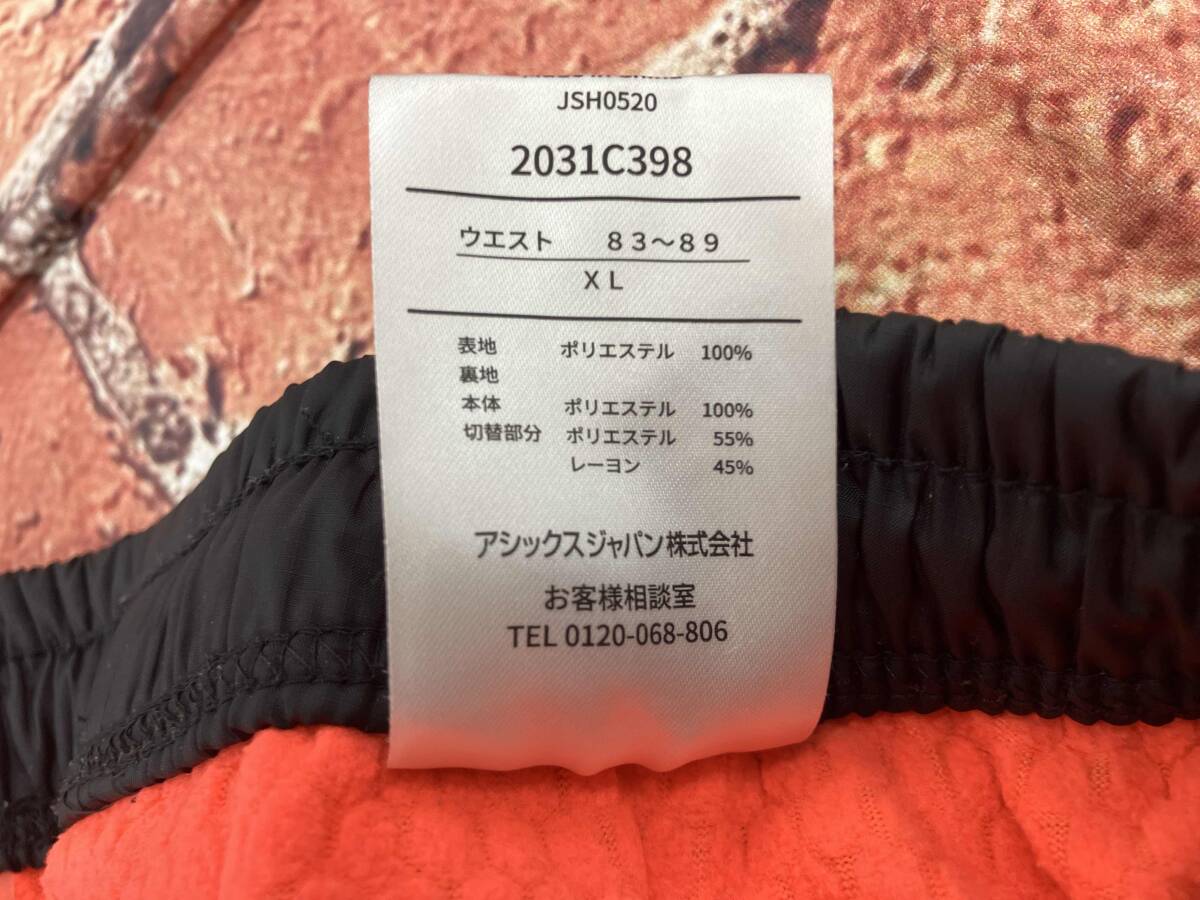 JSH0520
2031C398
ウエスト 83～89
XL
表地 ポリエステル 100%
裏地
本体 ポリエステル 100%
切替部分 ポリエステル 55%
レーヨン 45%
アシックスジャパン株式会社
お客様相談室
TEL 0120-068-806